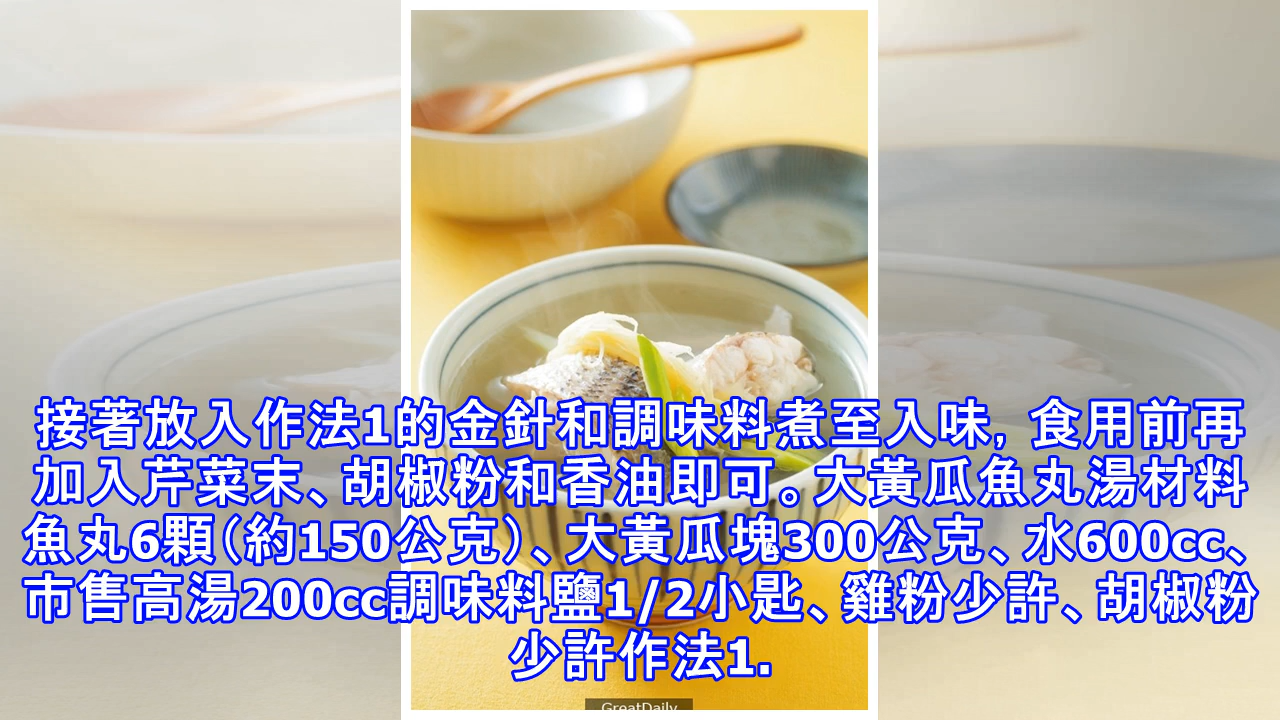 接著放入作法1的金針和調味料煮至入味，食用前再
加入芹菜末、胡椒粉和香油即可。大黃瓜魚丸湯材料
魚丸6顆（約150公克）、大黃瓜塊300公克、水600cc、
市售高湯200cc調味料鹽1/2小匙、雞粉少許、胡椒粉
少許作法1.
GreatDaily